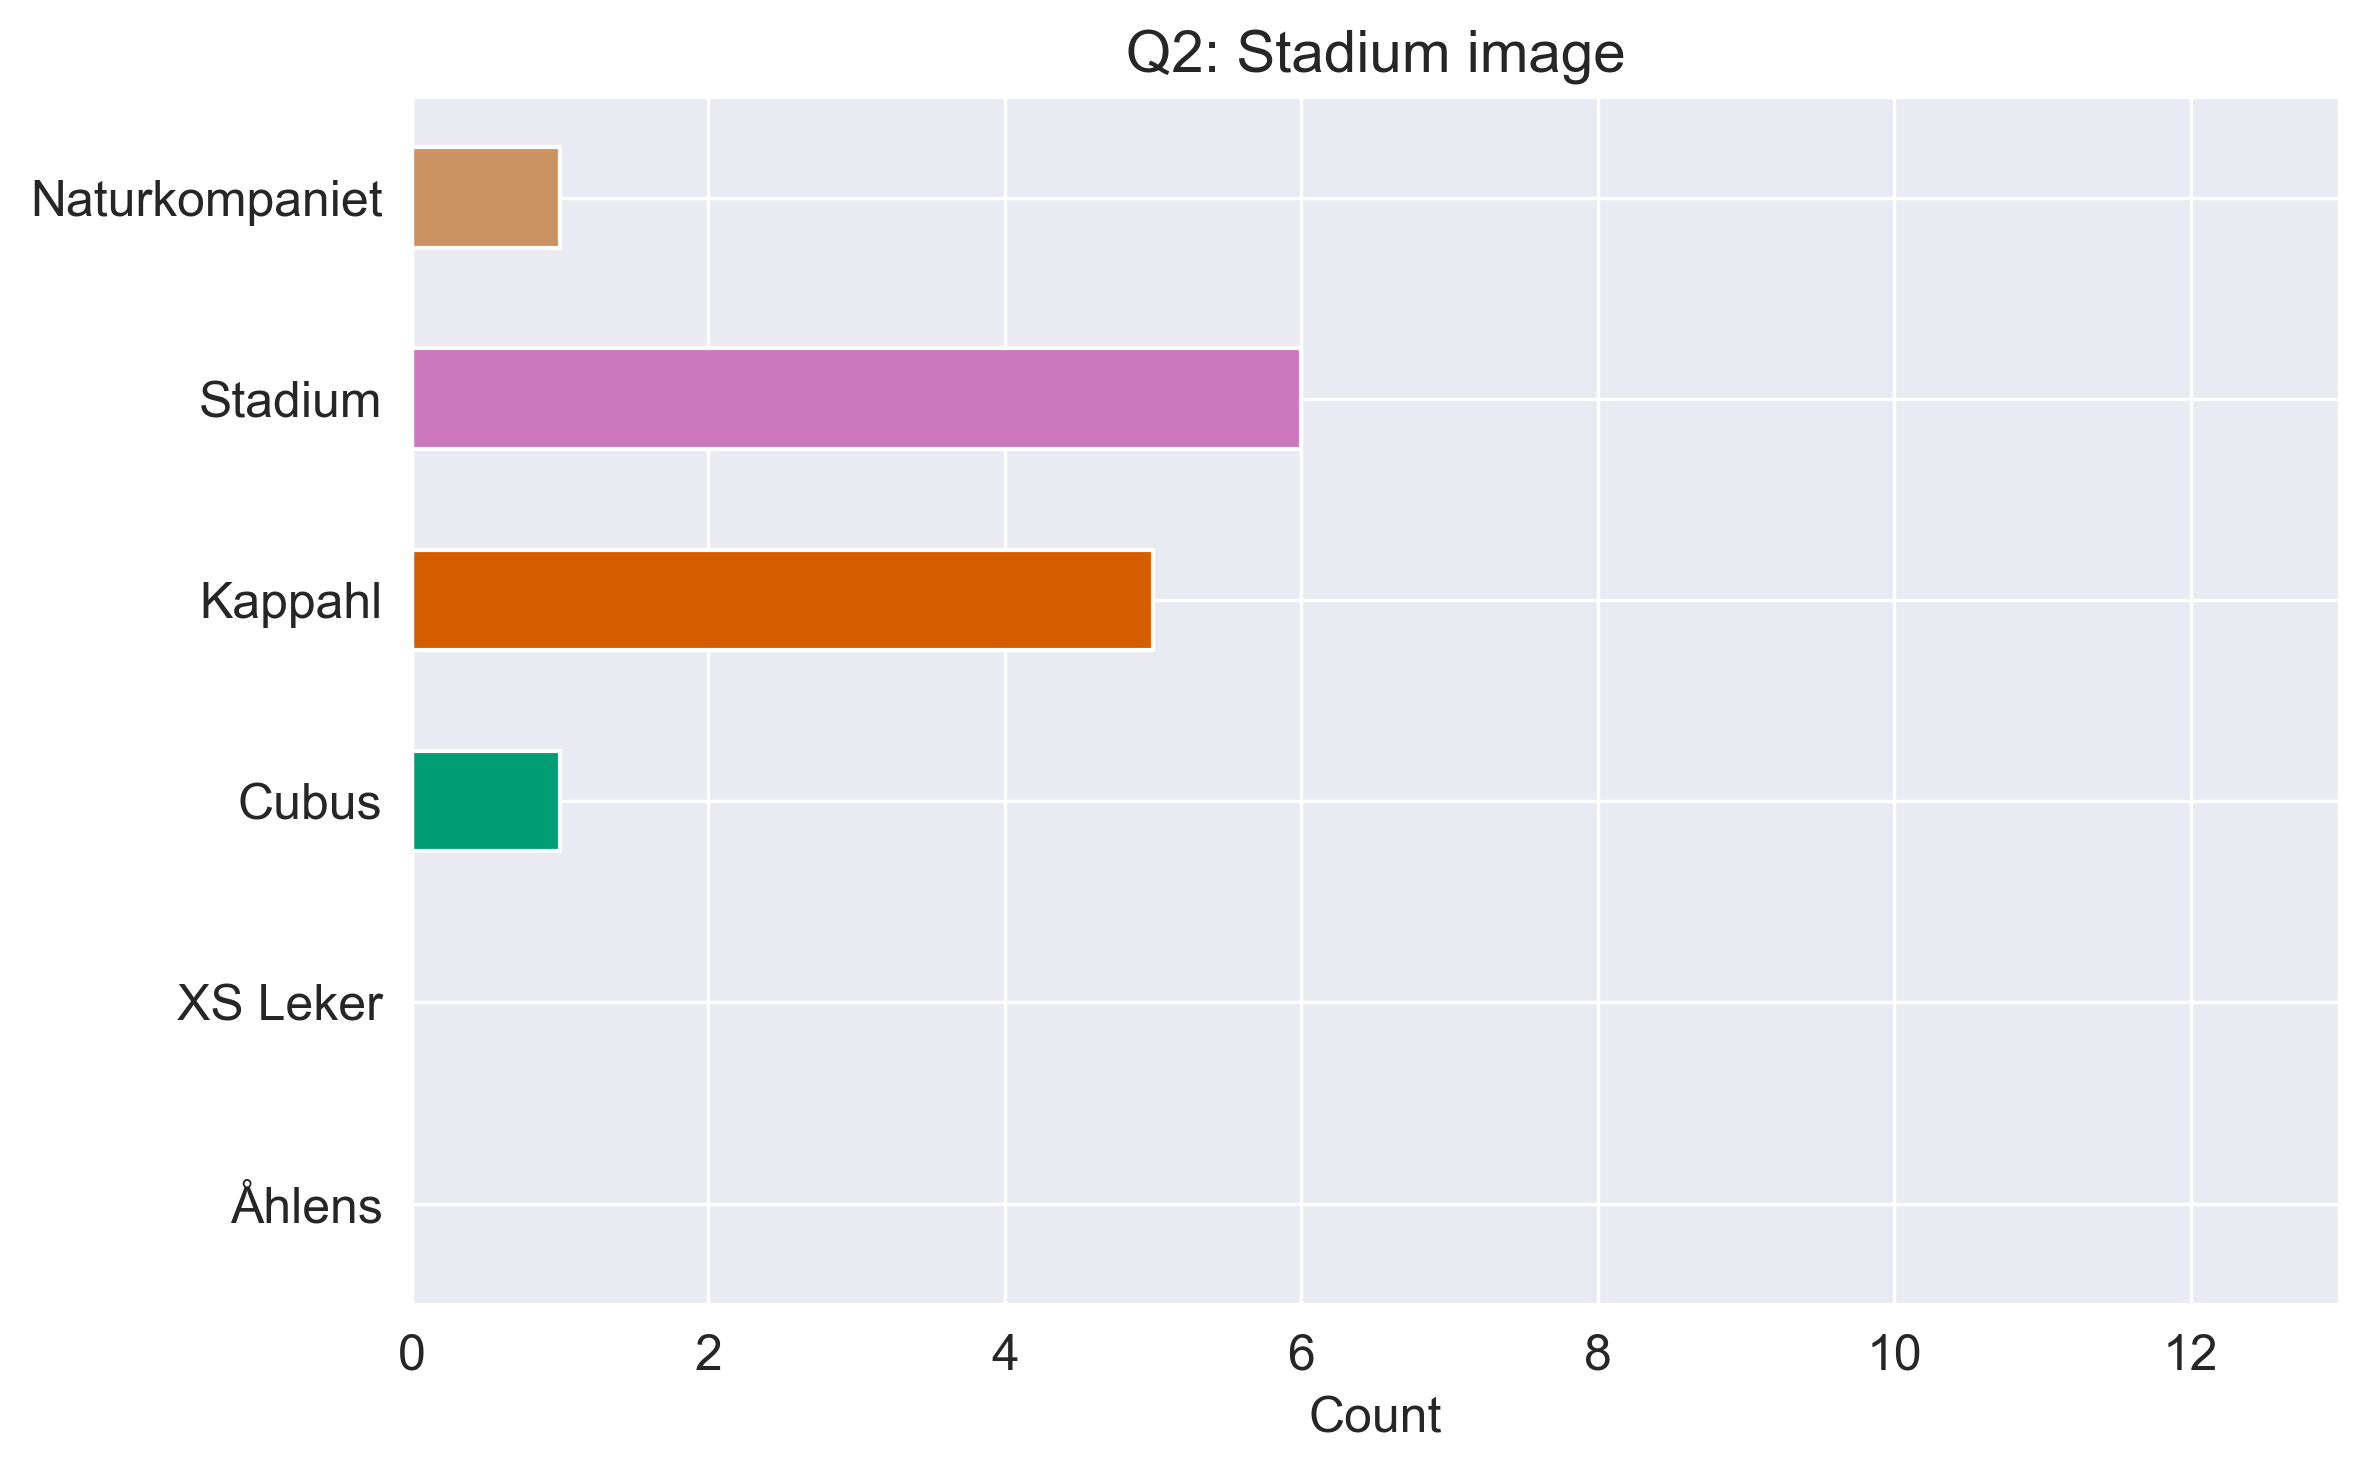 Q2: Stadium image
Naturkompaniet
Stadium
Kappahl
Cubus
XS Leker
Åhlens
0 2 4 6 8 10 12
Count